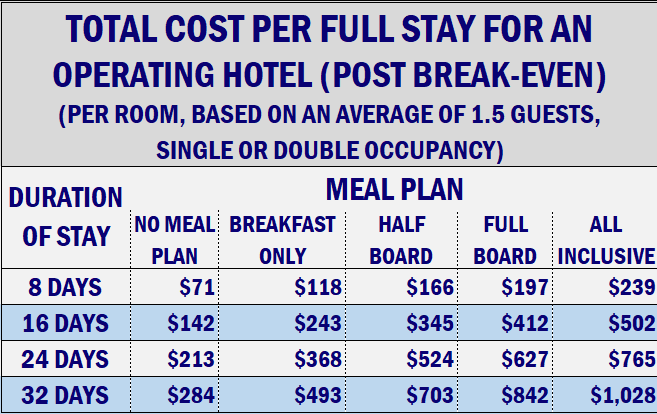 TOTAL COST PER FULL STAY FOR AN
OPERATING HOTEL (POST BREAK-EVEN)
(PER ROOM, BASED ON AN AVERAGE OF 1.5 GUESTS,
SINGLE OR DOUBLE OCCUPANCY)
DURATION OF STAY
MEAL PLAN
NO MEAL PLAN
BREAKFAST ONLY
HALF BOARD
FULL BOARD
ALL INCLUSIVE
8 DAYS $71 $118 $166 $197 $239
16 DAYS $142 $243 $345 $412 $502
24 DAYS $213 $368 $524 $627 $765
32 DAYS $284 $493 $703 $842 $1,028